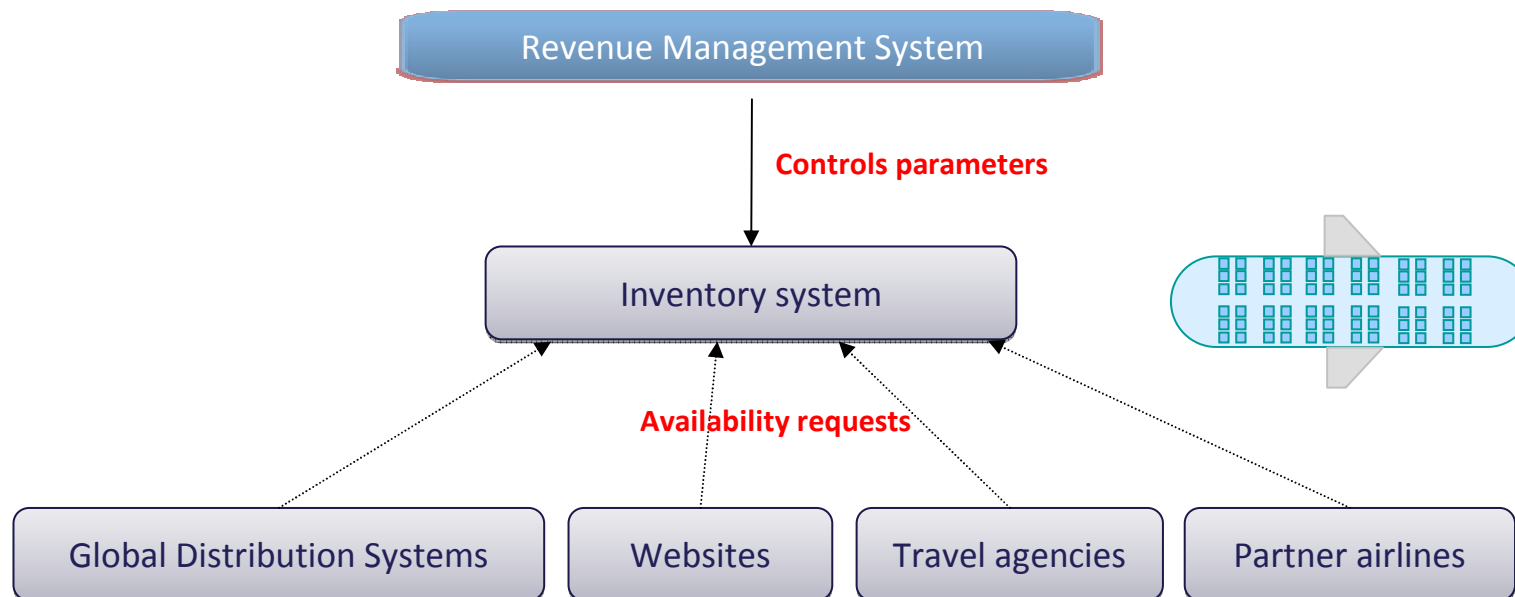 Revenue Management System
Controls parameters
Inventory system
Availability requests
Global Distribution Systems
Websites
Travel agencies
Partner airlines